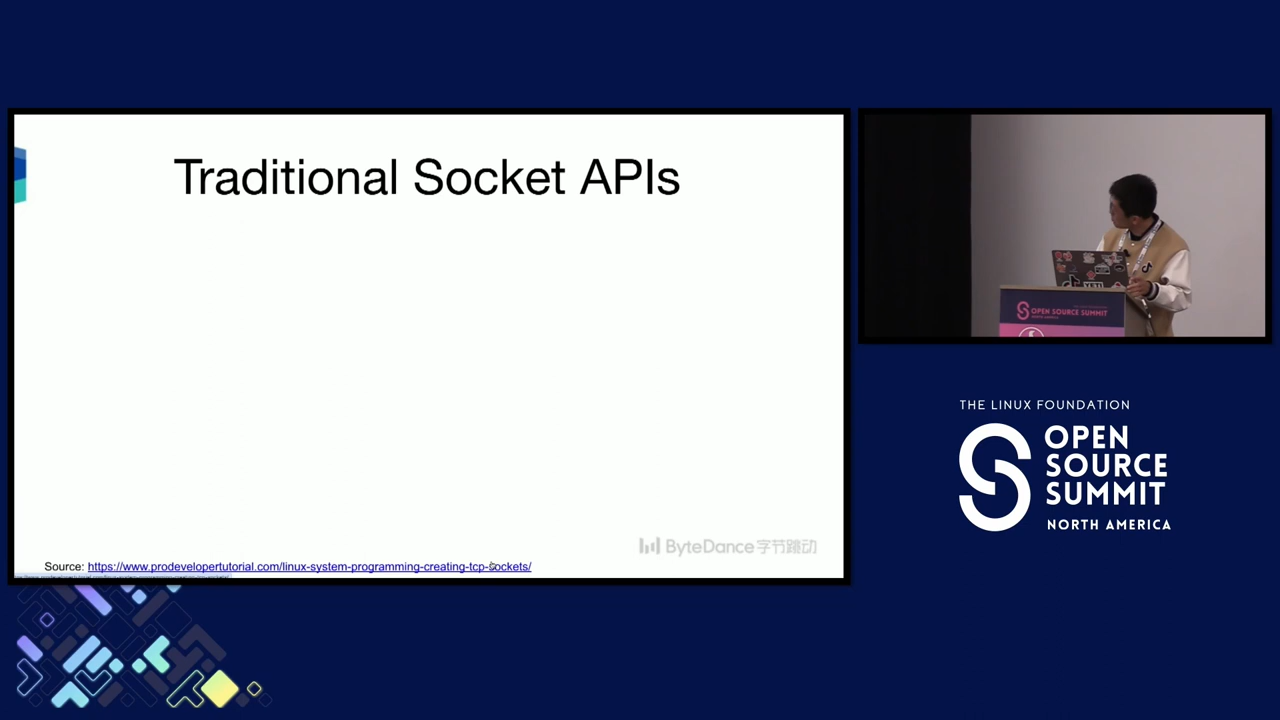 Traditional Socket APIs
ByteDance字节跳动
Source: https://www.prodevelopertutorial.com/linux-system-programming-creating-tcp-sockets/
OPEN SOURCE SUMMIT
THE LINUX FOUNDATION
OPEN
SOURCE
SUMMIT
NORTH AMERICA